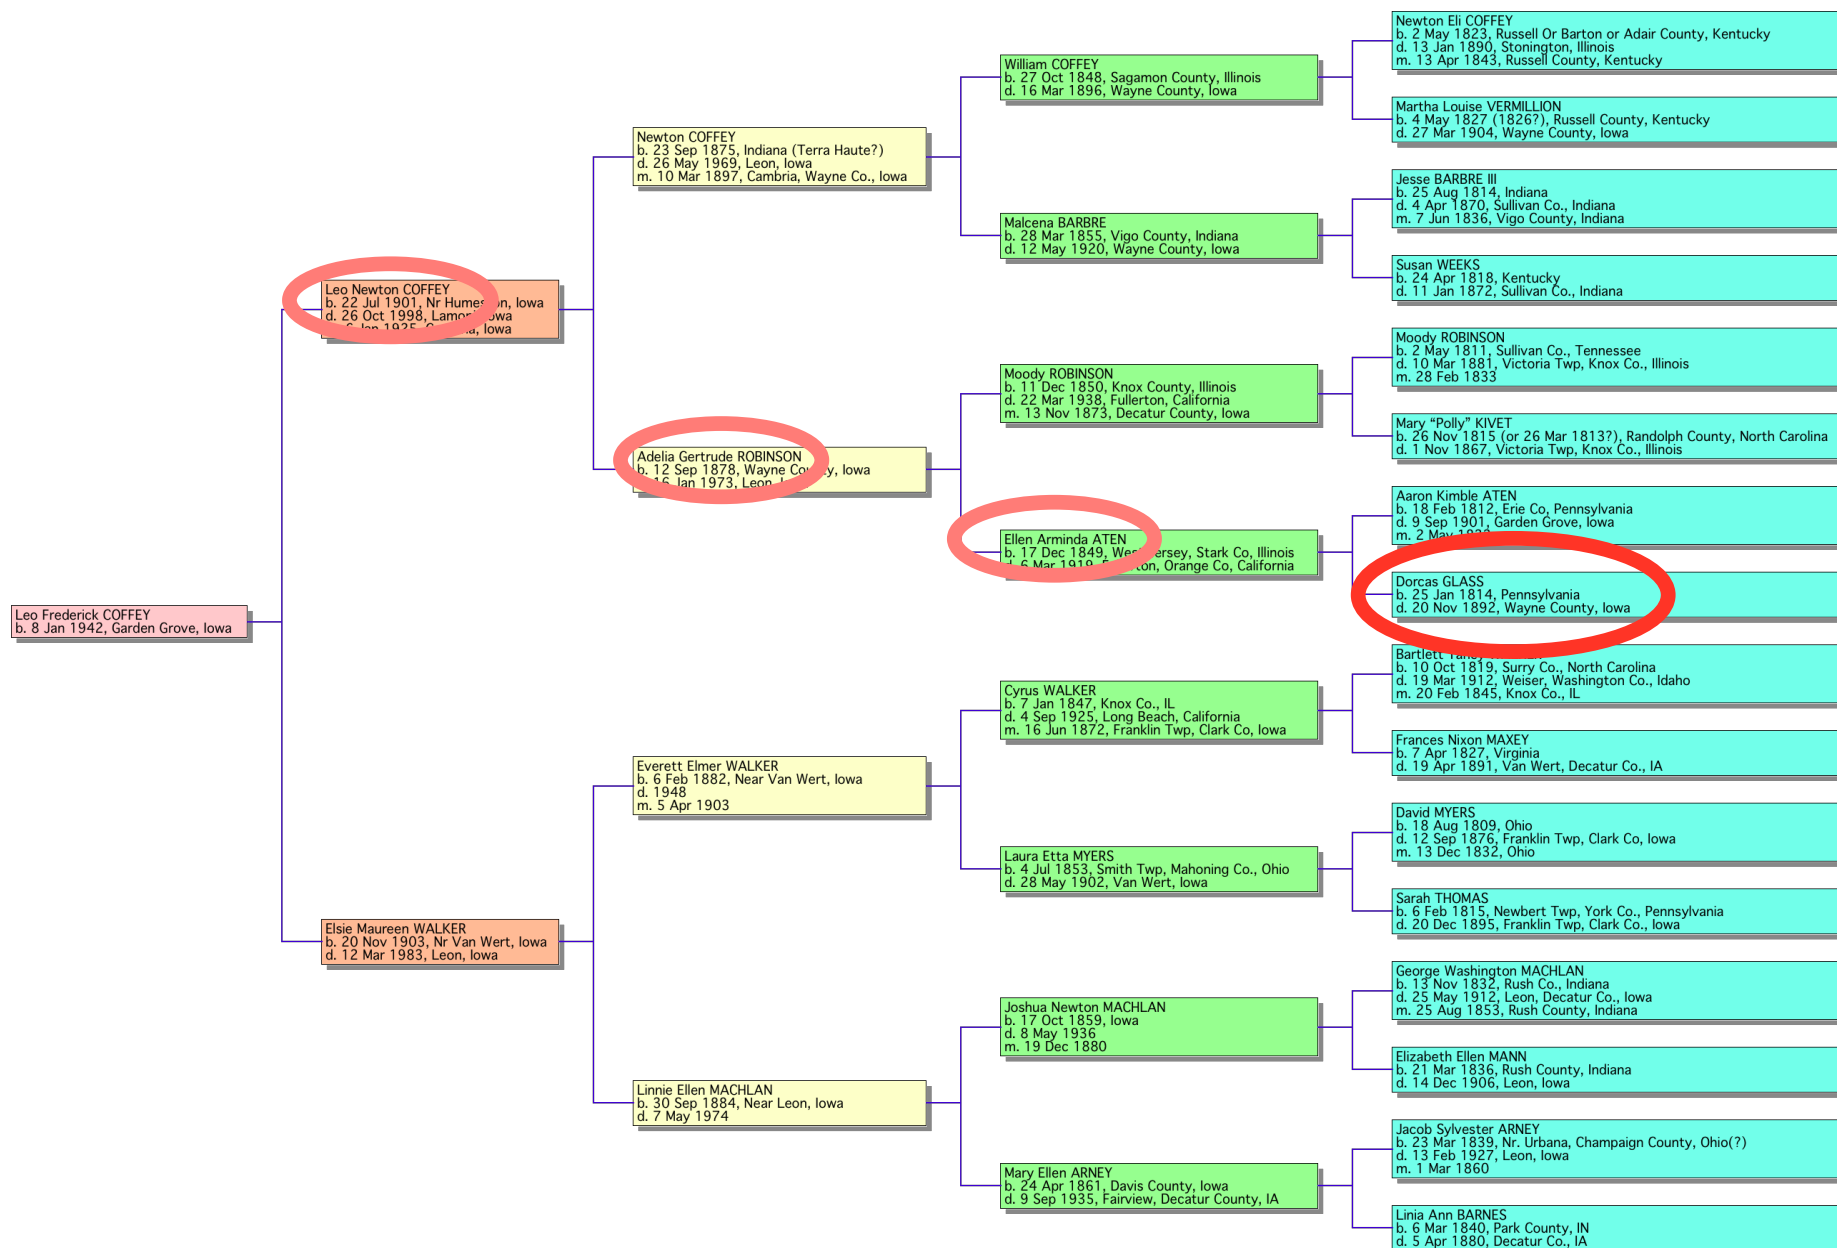 Leo Frederick COFFEY
b. 8 Jan 1942, Garden Grove, Iowa
Leo Newton COFFEY
b. 22 Jul 1901, Nr Humeston, Iowa
d. 26 Oct 1998, Lamoni, Iowa
Jan 1925, Iowa
Elsie Maureen WALKER
b. 20 Nov 1903, Nr Van Wert, Iowa
d. 12 Mar 1983, Leon, Iowa
Newton COFFEY
b. 23 Sep 1875, Indiana (Terra Haute?)
d. 26 May 1969, Leon, Iowa
m. 10 Mar 1897, Cambria, Wayne Co., Iowa
Adelia Gertrude ROBINSON
b. 12 Sep 1878, Wayne County, Iowa
16 Jan 1973, Leon,
Everett Elmer WALKER
b. 6 Feb 1882, Near Van Wert, Iowa
d. 1948
m. 5 Apr 1903
Linnie Ellen MACHLAN
b. 30 Sep 1884, Near Leon, Iowa
d. 7 May 1974
William COFFEY
b. 27 Oct 1848, Sagamon County, Illinois
d. 16 Mar 1896, Wayne County, Iowa
Malcena BARBRE
b. 28 Mar 1855, Vigo County, Indiana
d. 12 May 1920, Wayne County, Iowa
Moody ROBINSON
b. 11 Dec 1850, Knox County, Illinois
d. 22 Mar 1938, Fullerton, California
m. 13 Nov 1873, Decatur County, Iowa
Ellen Arminda ATEN
b. 17 Dec 1849, West Jersey, Stark Co, Illinois
d. 6 Mar 1919, Fullerton, Orange Co, California
Cyrus WALKER
b. 7 Jan 1847, Knox Co., IL
d. 4 Sep 1925, Long Beach, California
m. 16 Jun 1872, Franklin Twp, Clark Co, Iowa
Laura Etta MYERS
b. 4 Jul 1853, Smith Twp, Mahoning Co., Ohio
d. 28 May 1902, Van Wert, Iowa
Joshua Newton MACHLAN
b. 17 Oct 1859, Iowa
d. 8 May 1936
m. 19 Dec 1880
Mary Ellen ARNEY
b. 24 Apr 1861, Davis County, Iowa
d. 9 Sep 1935, Fairview, Decatur County, IA
Newton Eli COFFEY
b. 2 May 1823, Russell Or Barton or Adair County, Kentucky
d. 13 Jan 1890, Stonington, Illinois
m. 13 Apr 1843, Russell County, Kentucky
Martha Louise VERMILLION
b. 4 May 1827 (1826?), Russell County, Kentucky
d. 27 Mar 1904, Wayne County, Iowa
Jesse BARBRE III
b. 25 Aug 1814, Indiana
d. 4 Apr 1870, Sullivan Co., Indiana
m. 7 Jun 1836, Vigo County, Indiana
Susan WEEKS
b. 24 Apr 1818, Kentucky
d. 11 Jan 1872, Sullivan Co., Indiana
Moody ROBINSON
b. 2 May 1811, Sullivan Co., Tennessee
d. 10 Mar 1881, Victoria Twp, Knox Co., Illinois
m. 28 Feb 1833
Mary “Polly” KIVET
b. 26 Nov 1815 (or 26 Mar 1813?), Randolph County, North Carolina
d. 1 Nov 1867, Victoria Twp, Knox Co., Illinois
Aaron Kimble ATEN
b. 18 Feb 1812, Erie Co, Pennsylvania
d. 9 Sep 1901, Garden Grove, Iowa
m. 2 May
Dorcas GLASS
b. 25 Jan 1814, Pennsylvania
d. 20 Nov 1892, Wayne County, Iowa
Bartlett
b. 10 Oct 1819, Surry Co., North Carolina
d. 19 Mar 1912, Weiser, Washington Co., Idaho
m. 20 Feb 1845, Knox Co., IL
Frances Nixon MAXEY
b. 7 Apr 1827, Virginia
d. 19 Apr 1891, Van Wert, Decatur Co., IA
David MYERS
b. 18 Aug 1809, Ohio
d. 12 Sep 1876, Franklin Twp, Clark Co, Iowa
m. 13 Dec 1832, Ohio
Sarah THOMAS
b. 6 Feb 1815, Newbert Twp, York Co., Pennsylvania
d. 20 Dec 1895, Franklin Twp, Clark Co., Iowa
George Washington MACHLAN
b. 13 Nov 1832, Rush Co., Indiana
d. 25 May 1912, Leon, Decatur Co., Iowa
m. 25 Aug 1853, Rush County, Indiana
Elizabeth Ellen MANN
b. 21 Mar 1836, Rush County, Indiana
d. 14 Dec 1906, Leon, Iowa
Jacob Sylvester ARNEY
b. 23 Mar 1839, Nr. Urbana, Champaign County, Ohio(?)
d. 13 Feb 1927, Leon, Iowa
m. 1 Mar 1860
Linia Ann BARNES
b. 6 Mar 1840, Park County, IN
d. 5 Apr 1880, Decatur Co., IA